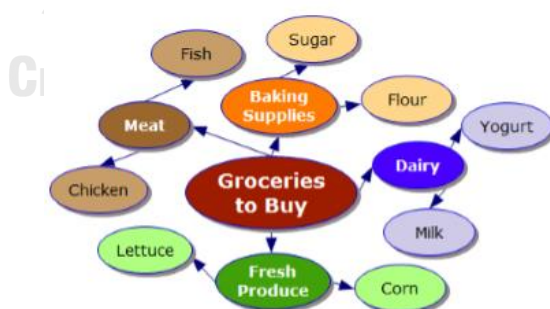 Sugar
Fish
Baking
Supplies
Flour
Meat
Yogurt
Dairy
Groceries
to Buy
Chicken
Milk
Lettuce
Fresh
Produce
Corn